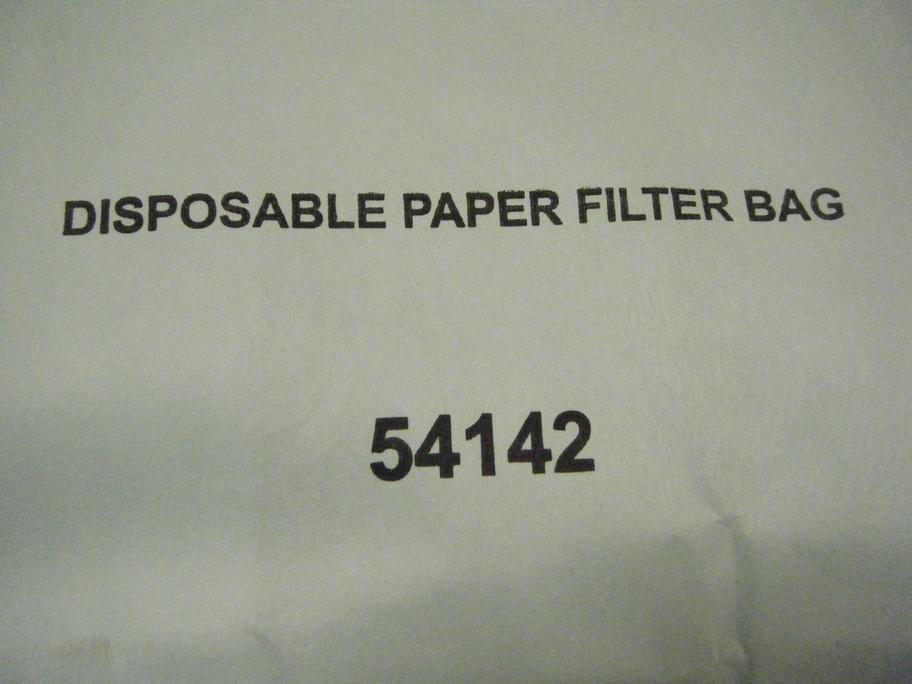 DISPOSABLE PAPER FILTER BAG
54142